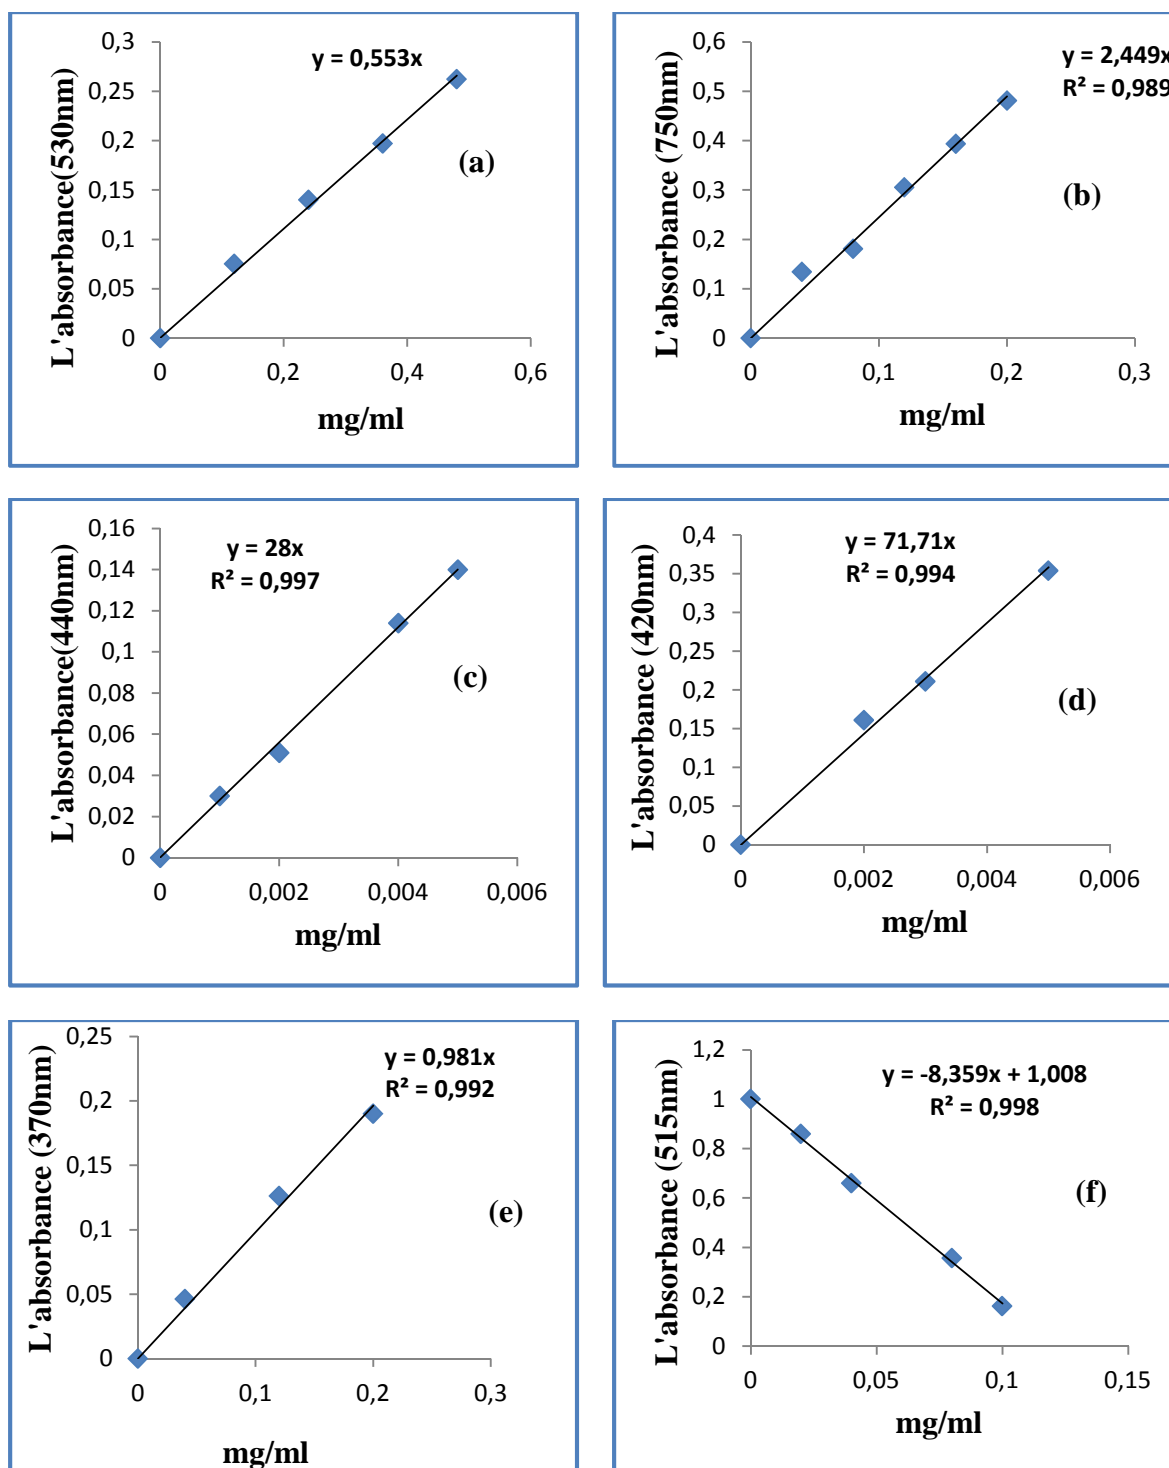 y = 0,553x
L'absorbance(530nm)
0,3
0,25
0,2
0,15
0,1
0,05
0
(a)
0 0,2 0,4 0,6
mg/ml
y = 2,449x
R² = 0,989
L'absorbance (750nm)
0,6
0,5
0,4
0,3
0,2
0,1
0
(b)
0 0,1 0,2 0,3
mg/ml
y = 28x
R² = 0,997
L'absorbance(440nm)
0,16
0,14
0,12
0,1
0,08
0,06
0,04
0,02
0
(c)
0 0,002 0,004 0,006
mg/ml
y = 71,71x
R² = 0,994
L'absorbance (420nm)
0,4
0,35
0,3
0,25
0,2
0,15
0,1
0,05
0
(d)
0 0,002 0,004 0,006
mg/ml
y = 0,981x
R² = 0,992
L'absorbance (370nm)
0,25
0,2
0,15
0,1
0,05
0
(e)
0 0,1 0,2 0,3
mg/ml
y = -8,359x + 1,008
R² = 0,998
L'absorbance (515nm)
1,2
1
0,8
0,6
0,4
0,2
0
(f)
0 0,05 0,1 0,15
mg/ml